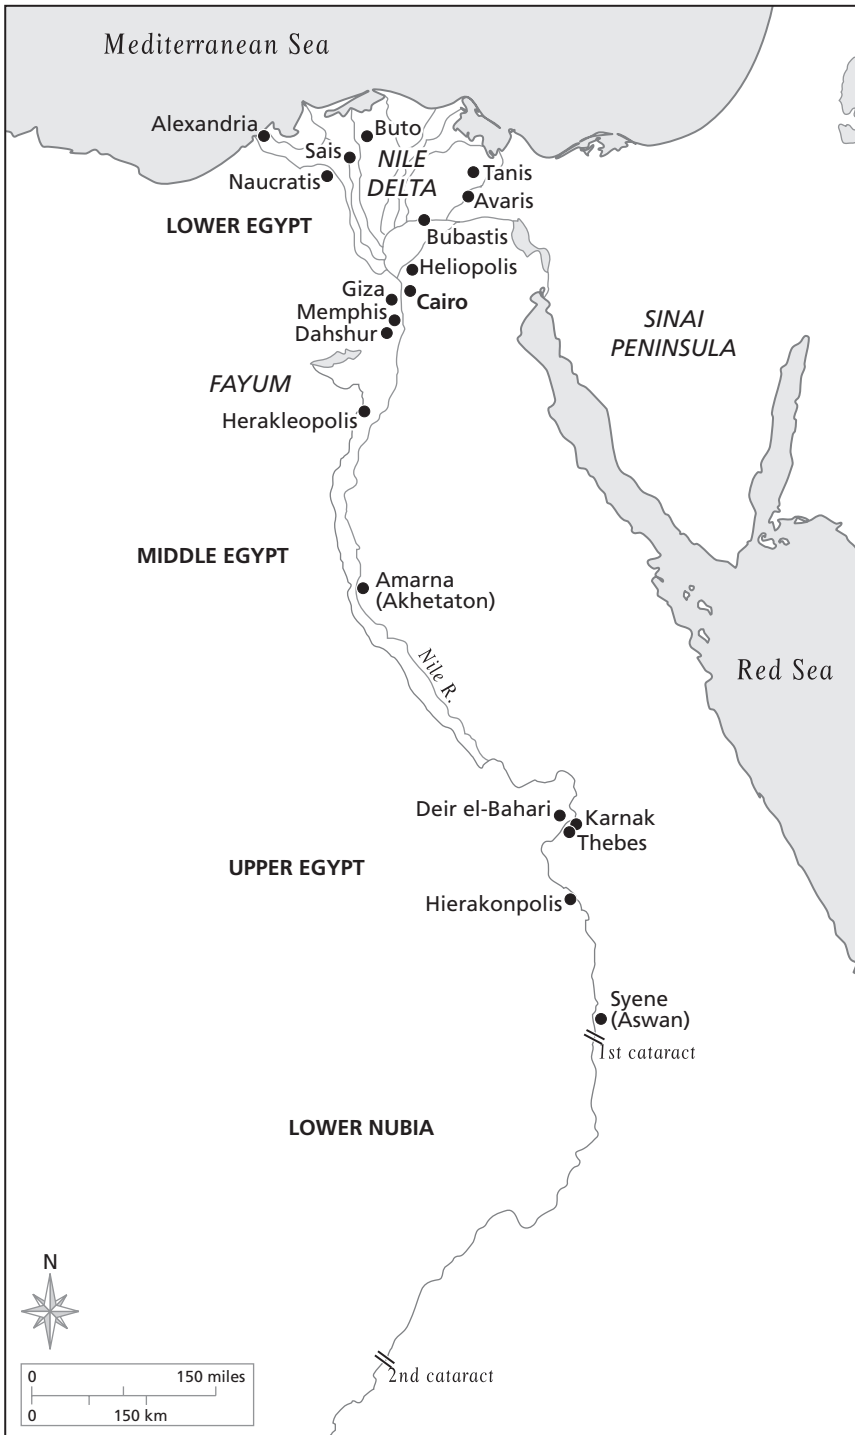 Mediterranean Sea
Alexandria
Buto
Sais
NILE
DELTA
Tanis
Naucratis
Avaris
LOWER EGYPT
Bubastis
Heliopolis
Giza
Cairo
Memphis
Dahshur
SINAI
PENINSULA
FAYUM
Herakleopolis
MIDDLE EGYPT
Amarna
(Akhetaton)
Nile R.
Red Sea
Deir el-Bahari
Karnak
Thebes
UPPER EGYPT
Hierakonpolis
Syene
(Aswan)
1st cataract
LOWER NUBIA
N
0 150 miles
0 150 km
2nd cataract